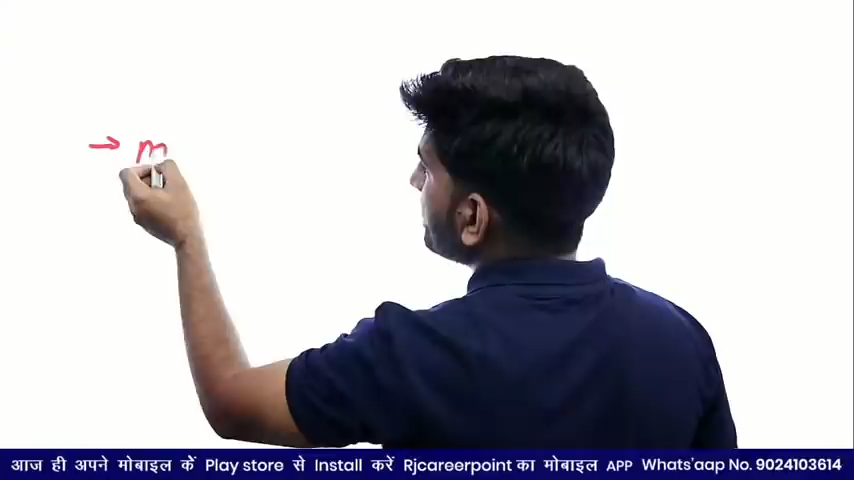 → m
आज ही अपने मोबाइल कें Play store से Install करें Rjcareerpoint का मोबाइल APP Whats'aap No. 9024103614